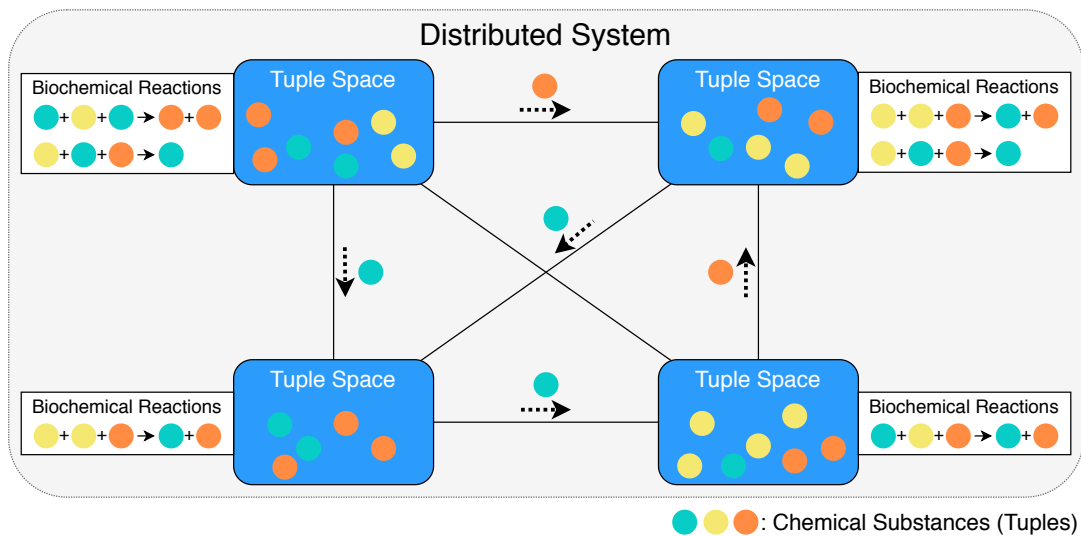 Distributed System
Biochemical Reactions
+ + → +
+ + →
Tuple Space
Tuple Space
Biochemical Reactions
+ + → +
+ + →
Biochemical Reactions
+ + → +
Tuple Space
Tuple Space
Biochemical Reactions
+ + → +
: Chemical Substances (Tuples)